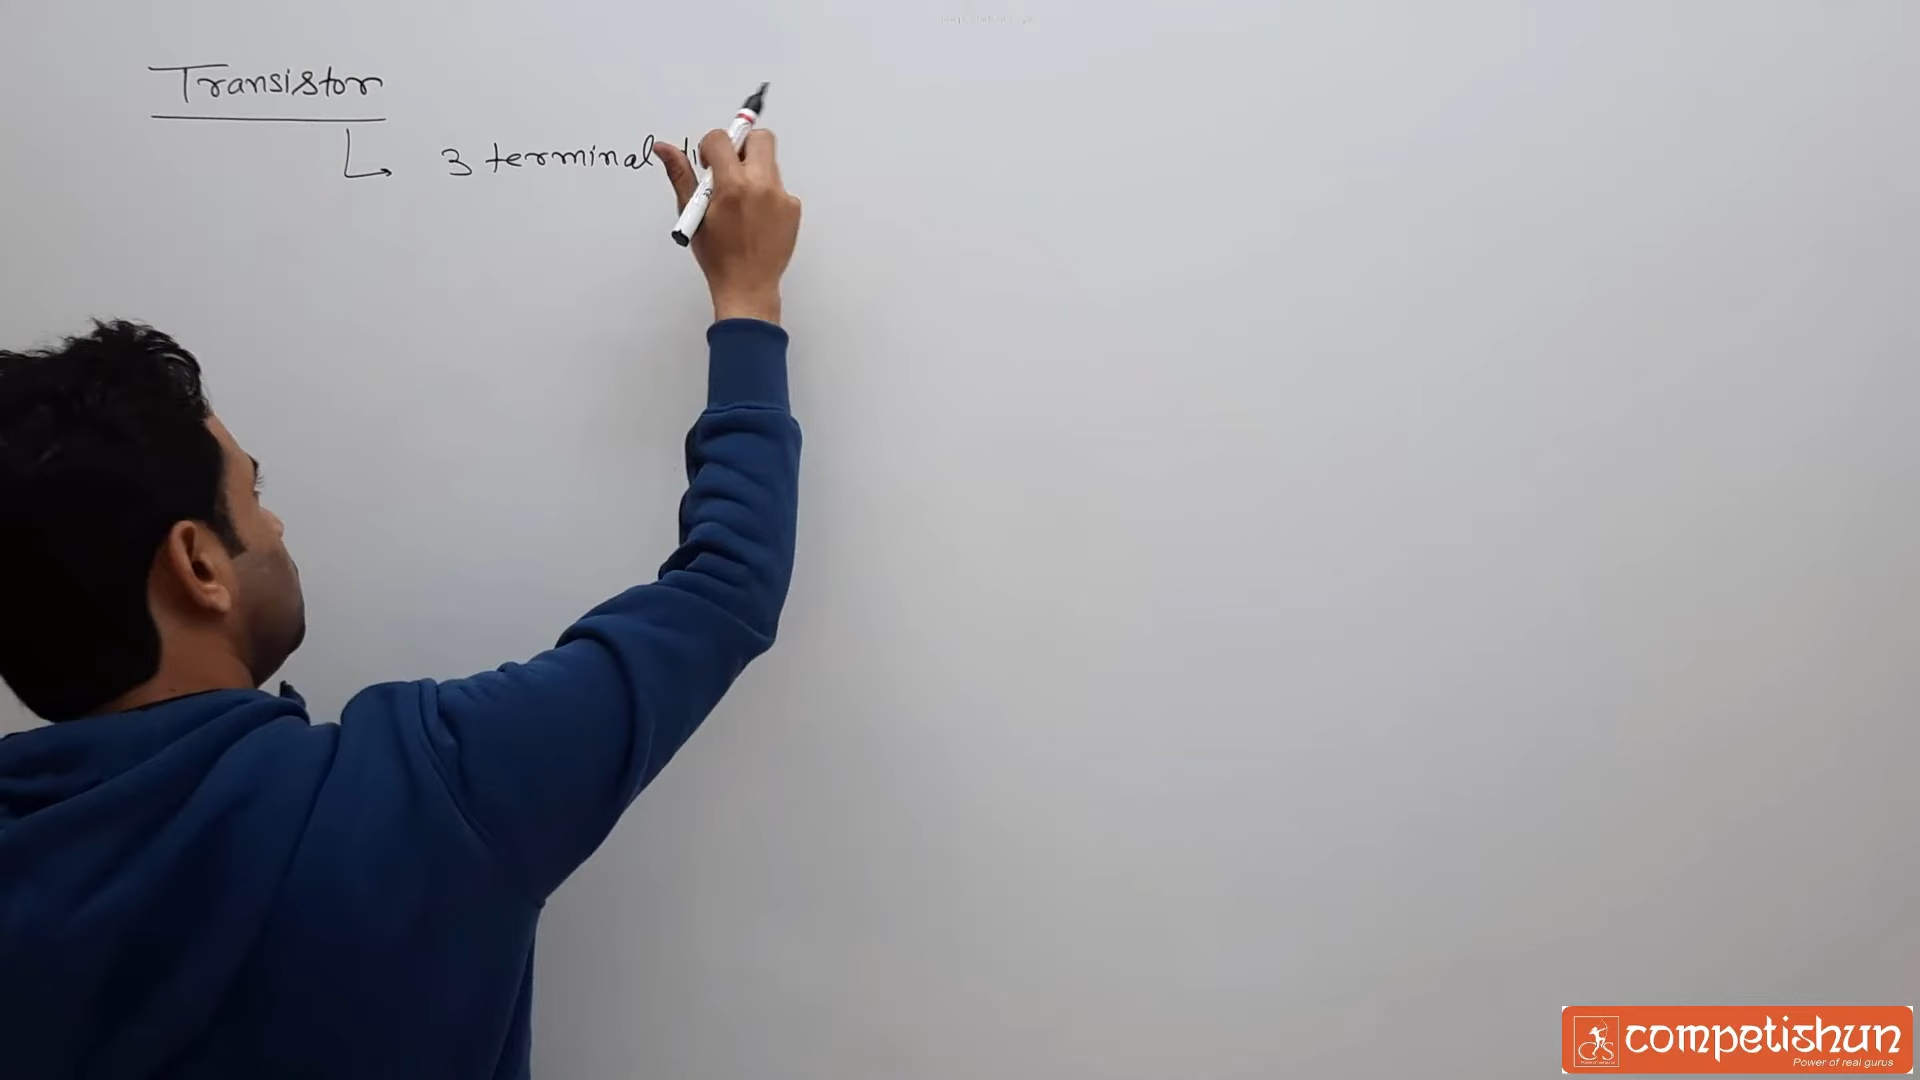 Transistor
3 terminal
competishun
Power of real gurus